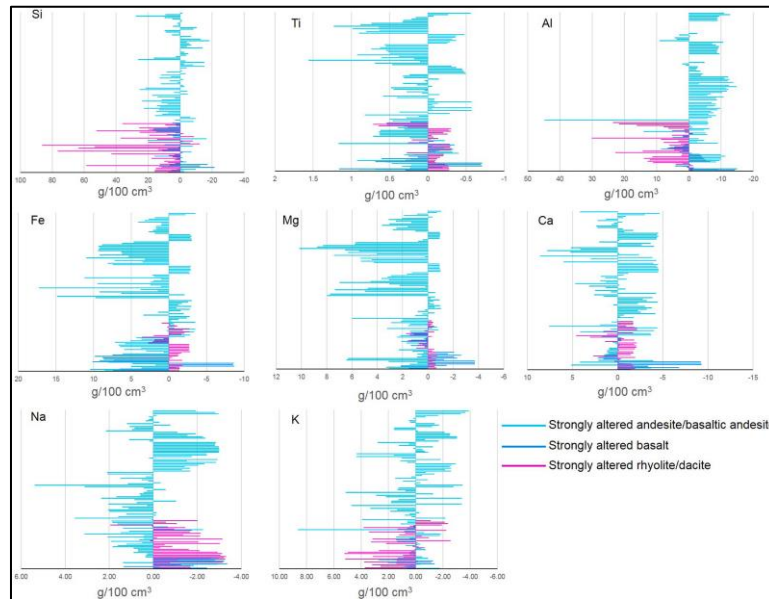 Si
Ti
Al
100 80 60 40 20 0 -20 -40
2 1.5 1 0.5 0 -0.5 -1
50 40 30 20 10 0 -10 -20
g/100 cm³
g/100 cm³
g/100 cm³
Fe
Mg
Ca
20 15 10 5 0 -5 -10
12 10 8 6 4 2 0 -2 -4 -6
10 5 0 -5 -10 -15
g/100 cm³
g/100 cm³
g/100 cm³
Na
K
Strongly altered andesite/basaltic andesite
Strongly altered basalt
Strongly altered rhyolite/dacite
6.00 4.00 2.00 0.00 -2.00 -4.00
10.00 8.00 6.00 4.00 2.00 0.00 -2.00 -4.00 -6.00
g/100 cm³
g/100 cm³